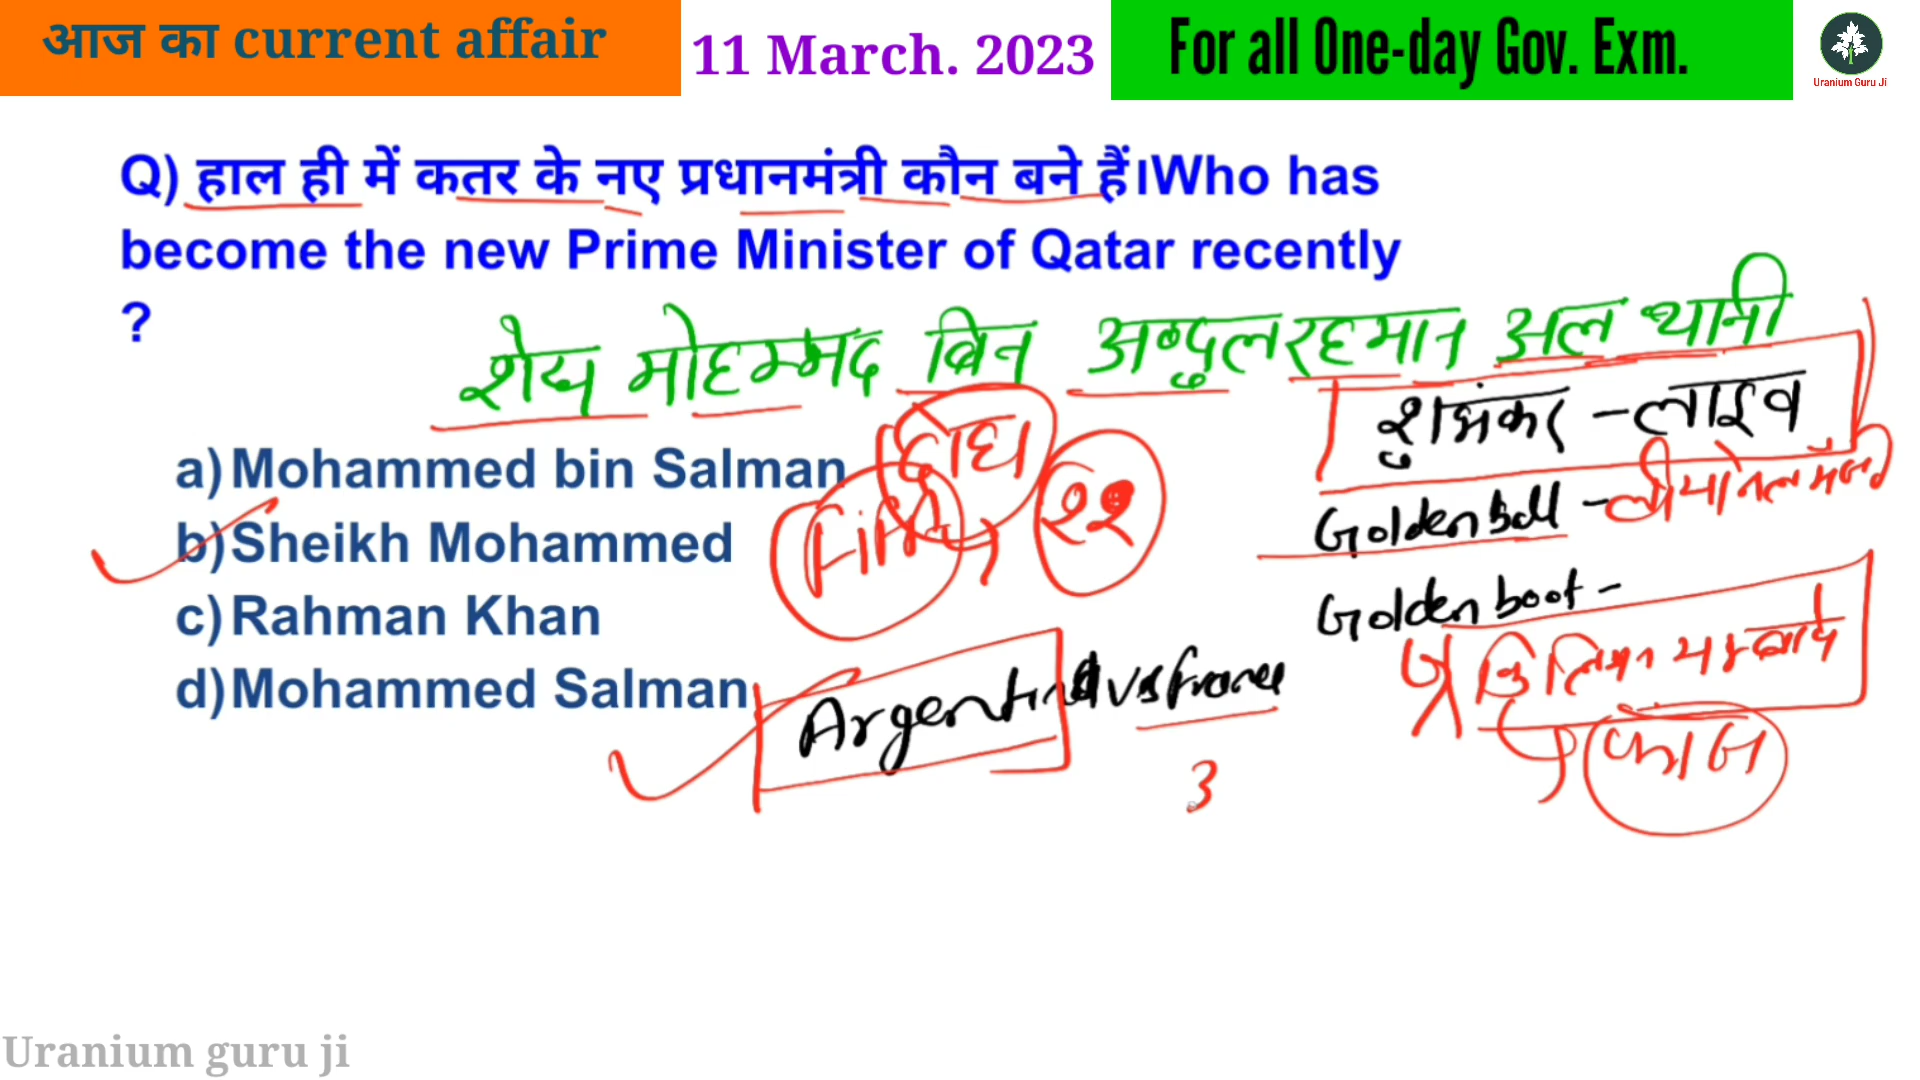 आज का current affair
11 March. 2023
For all One-day Gov. Exm.
Uranium Guru Ji
Q) हाल ही में कतर के नए प्रधानमंत्री कौन बने हैं।Who has
become the new Prime Minister of Qatar recently
?
शेख मोहम्मद बिन अब्दुलरहमान अल थानी
शुभंकर - लाइव
a) Mohammed bin Salman
Golden ball -
b) Sheikh Mohammed
22
c) Rahman Khan
Golden boot -
d) Mohammed Salman
Argentina vs france
3
Uranium guru ji